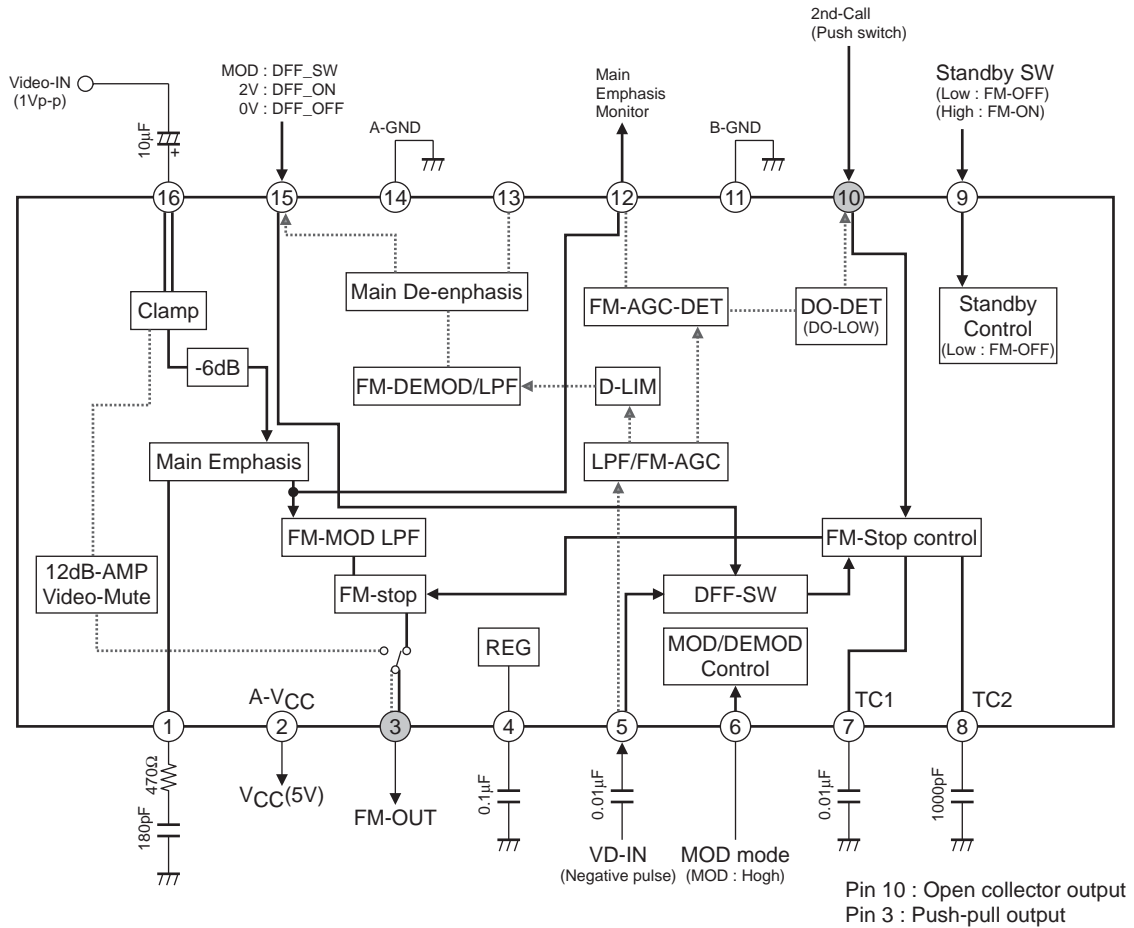 2nd-Call
(Push switch)
Video-IN
(1Vp-p)
MOD : DFF_SW
2V : DFF_ON
0V : DFF_OFF
Main
Emphasis
Monitor
Standby SW
(Low : FM-OFF)
(High : FM-ON)
10μF
+
A-GND
B-GND
16
15
14
13
12
11
10
9
Clamp
Main De-enphasis
FM-AGC-DET
DO-DET
(DO-LOW)
Standby
Control
(Low : FM-OFF)
-6dB
FM-DEMOD/LPF
D-LIM
Main Emphasis
LPF/FM-AGC
FM-MOD LPF
FM-Stop control
12dB-AMP
Video-Mute
FM-stop
DFF-SW
REG
MOD/DEMOD
Control
A-VCC
TC1
TC2
1
2
3
4
5
6
7
8
470Ω
180pF
VCC(5V)
FM-OUT
0.1μF
0.01μF
VD-IN
(Negative pulse)
MOD mode
(MOD : Hogh)
0.01μF
1000pF
Pin 10 : Open collector output
Pin 3 : Push-pull output